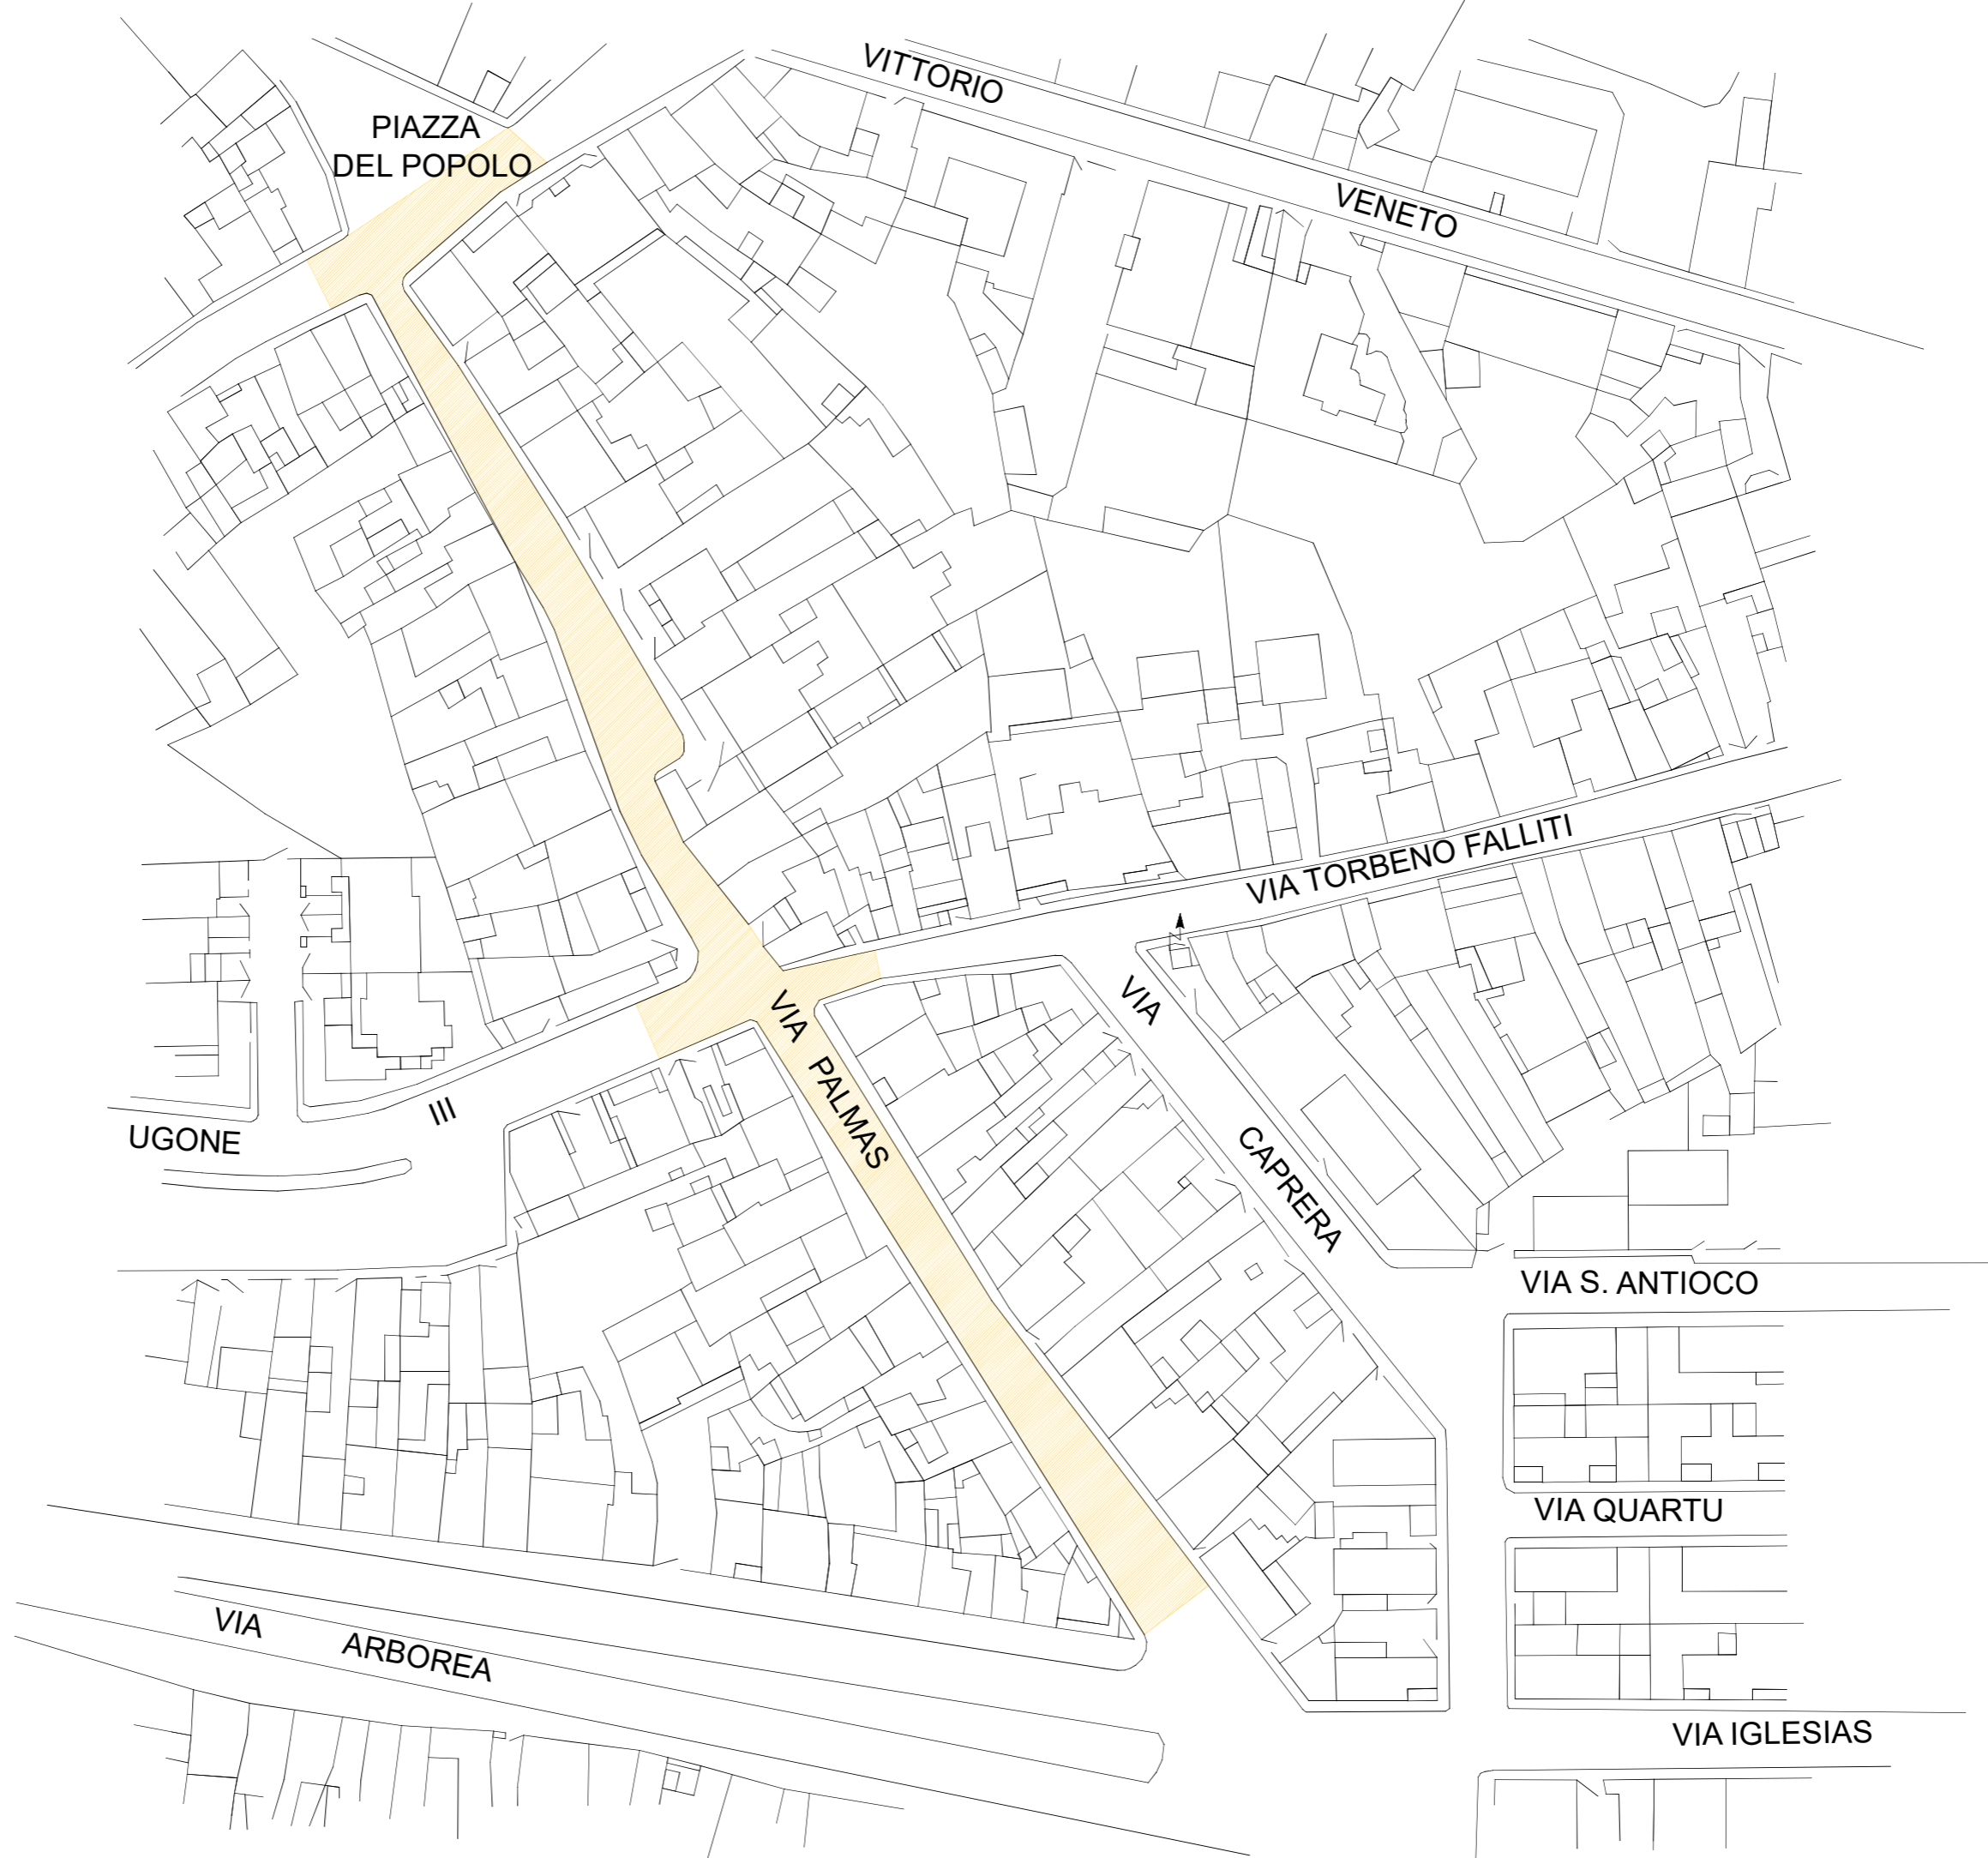 VITTORIO
PIAZZA
DEL POPOLO
VENETO
VIA TORBENO FALLITI
VIA
VIA
PALMAS
III
UGONE
CAPRERA
VIA S. ANTIOCO
VIA QUARTU
VIA
ARBOREA
VIA IGLESIAS